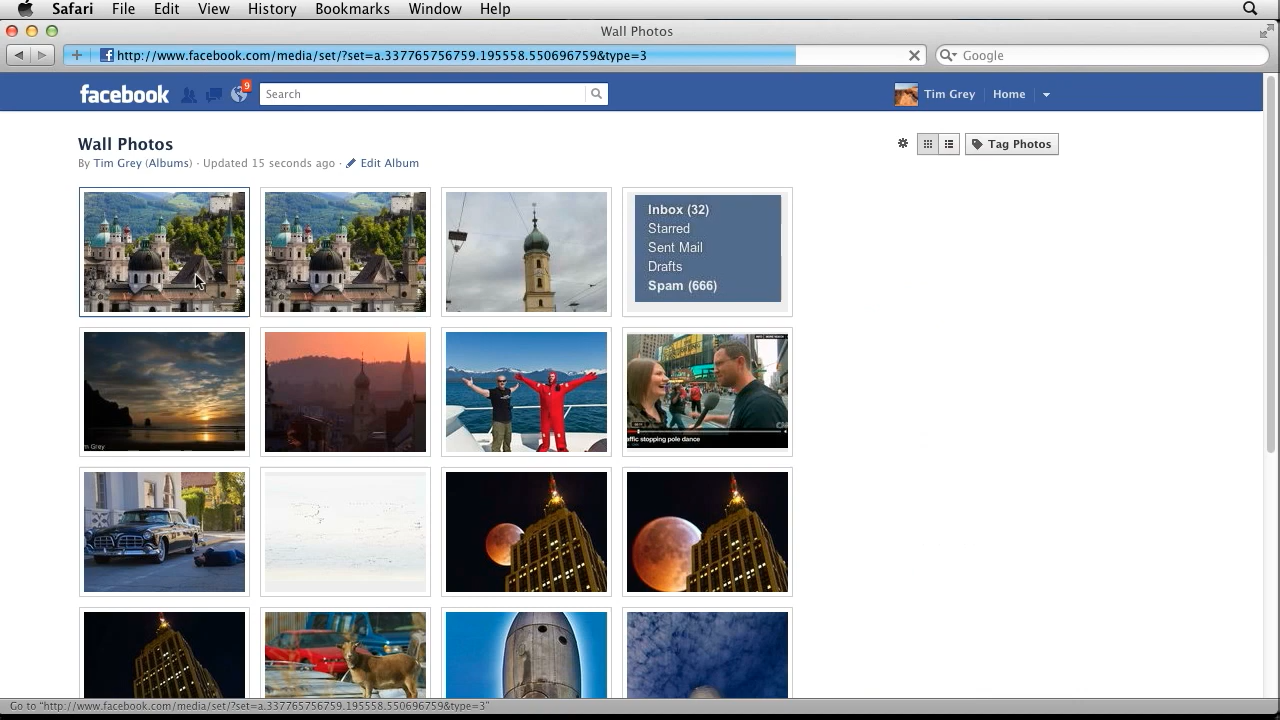 Safari File Edit View History Bookmarks Window Help
Wall Photos
http://www.facebook.com/media/set/?set=a.337765756759.195558.550696759&type=3
Google
facebook
9
Search
Tim Grey
Home
Wall Photos
Tag Photos
By Tim Grey (Albums) · Updated 15 seconds ago · Edit Album
Inbox (32)
Starred
Sent Mail
Drafts
Spam (666)
m Grey
affic stopping pole dance
Go to "http://www.facebook.com/media/set/?set=a.337765756759.195558.550696759&type=3"